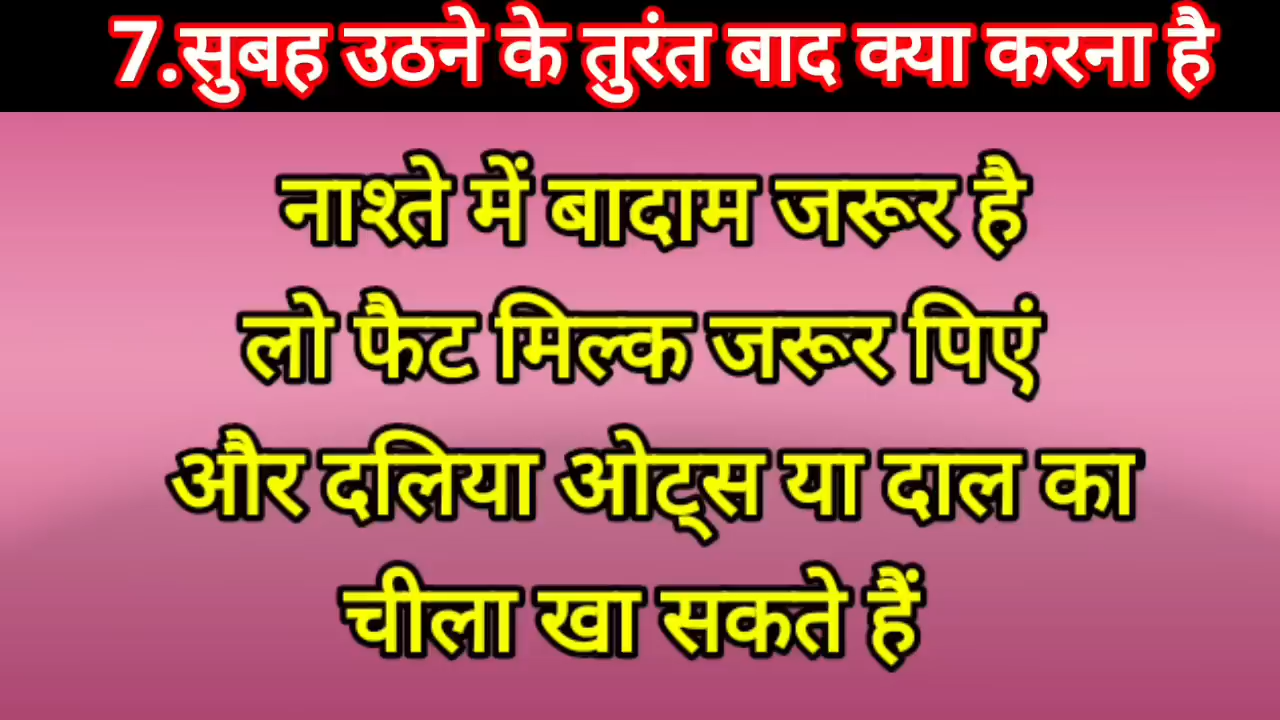 7.सुबह उठने के तुरंत बाद क्या करना है
नाश्ते में बादाम जरूर है
लो फैट मिल्क जरूर पिएं
और दलिया ओट्स या दाल का
चीला खा सकते हैं